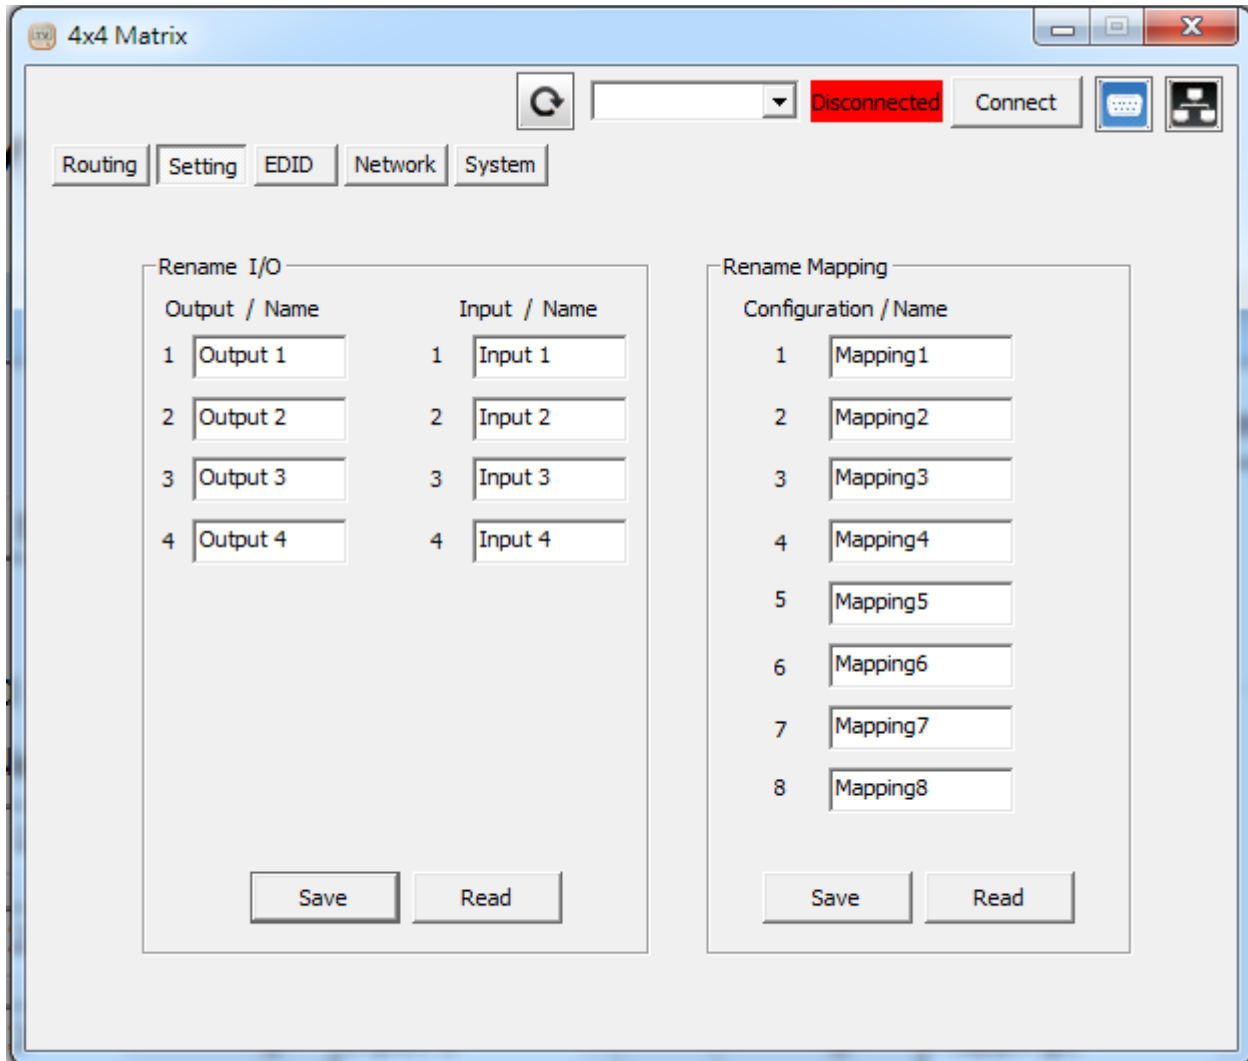 4x4 Matrix
Disconnected Connect
Routing Setting EDID Network System
Rename I/O Rename Mapping
Output / Name Input / Name Configuration / Name
1 Output 1 1 Input 1 1 Mapping1
2 Output 2 2 Input 2 2 Mapping2
3 Output 3 3 Input 3 3 Mapping3
4 Output 4 4 Input 4 4 Mapping4
5 Mapping5
6 Mapping6
7 Mapping7
8 Mapping8
Save Read Save Read